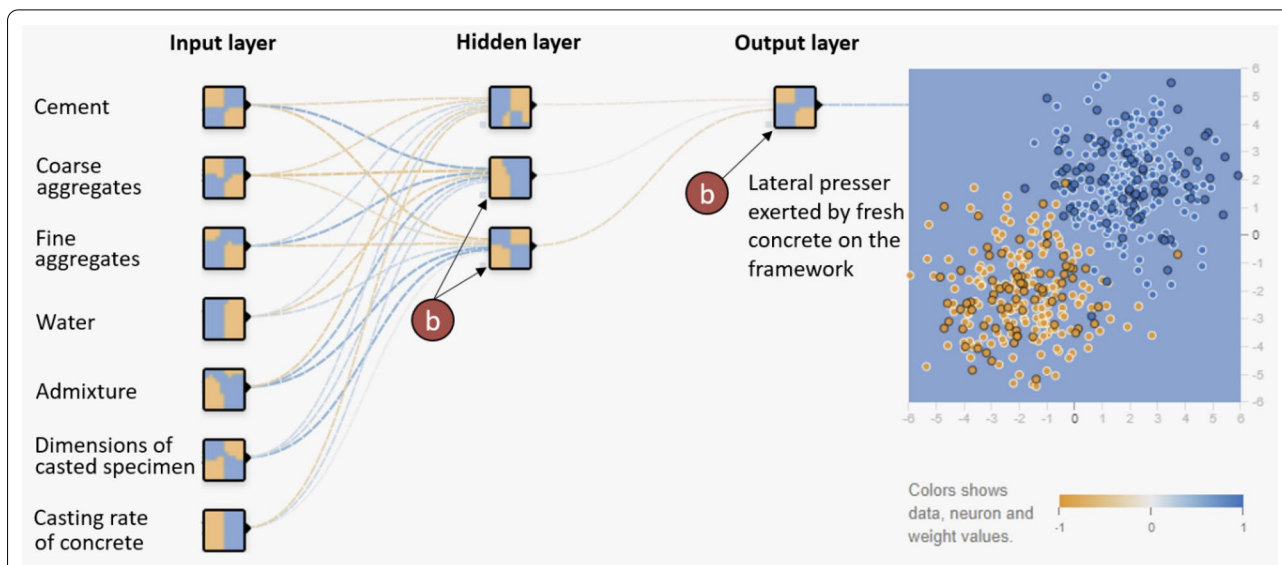 Input layer
Hidden layer
Output layer
Cement
Coarse
aggregates
Fine
aggregates
Water
Admixture
Dimensions of
casted specimen
Casting rate
of concrete
b
b
Lateral presser
exerted by fresh
concrete on the
framework
6
5
4
3
2
1
0
-1
-2
-3
-4
-5
-6
-6 -5 -4 -3 -2 -1 0 1 2 3 4 5 6
Colors shows
data, neuron and
weight values.
-1 0 1